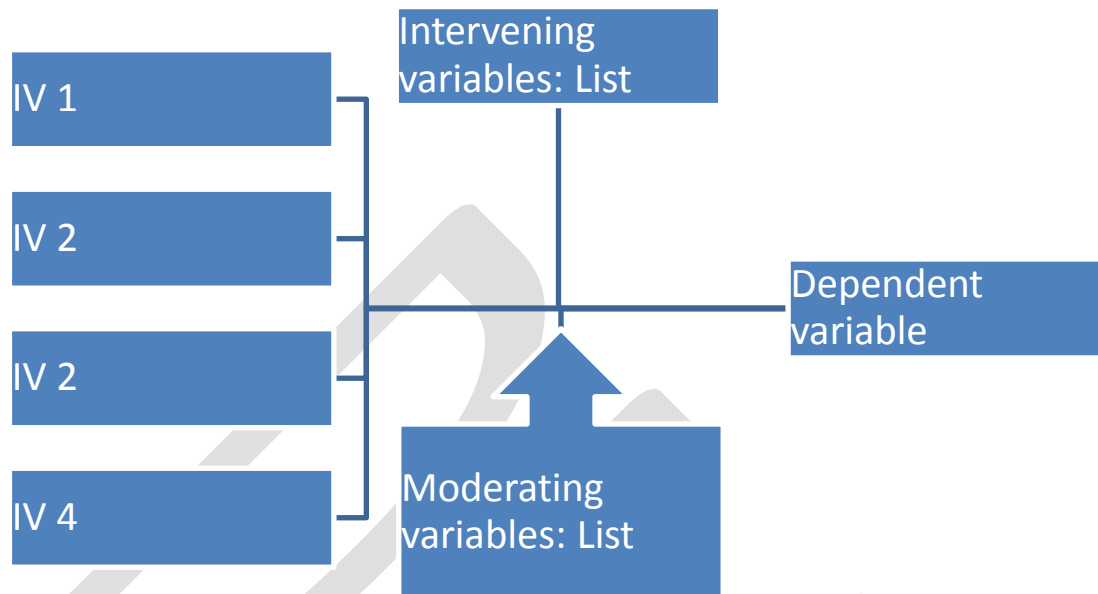 Intervening
variables: List
IV 1
IV 2
Dependent
variable
IV 2
IV 4
Moderating
variables: List